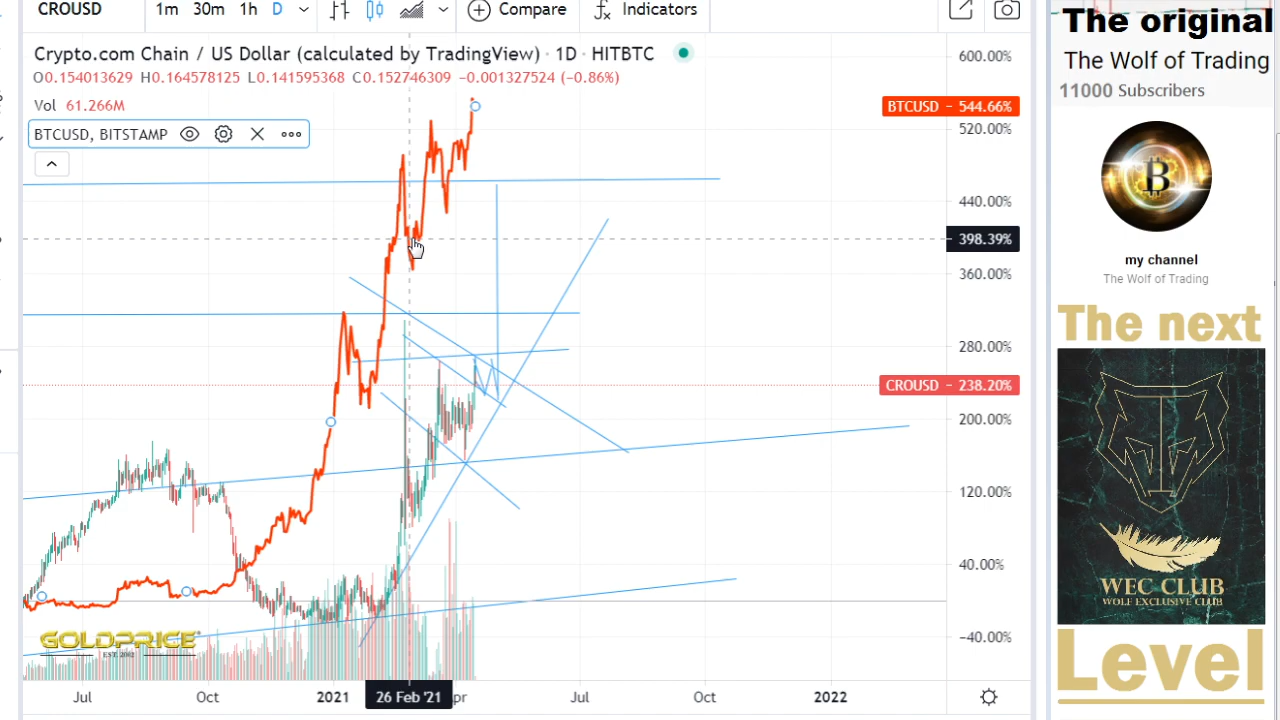 CROUSD 1m 30m 1h D Compare Indicators
Crypto.com Chain / US Dollar (calculated by TradingView) · 1D · HITBTC
O0.154013629 H0.164578125 L0.141595368 C0.152746309 −0.001327524 (−0.86%)
Vol 61.266M
BTCUSD, BITSTAMP
600.00%
BTCUSD − 544.66%
520.00%
440.00%
398.39%
360.00%
280.00%
CROUSD − 238.20%
200.00%
120.00%
40.00%
−40.00%
GOLDPRICE
EST. 2002
Jul Oct 2021 26 Feb '21 pr Jul Oct 2022
The original
The Wolf of Trading
11000 Subscribers
B
my channel
The Wolf of Trading
The next
WEC CLUB
WOLF EXCLUSIVE CLUB
Level